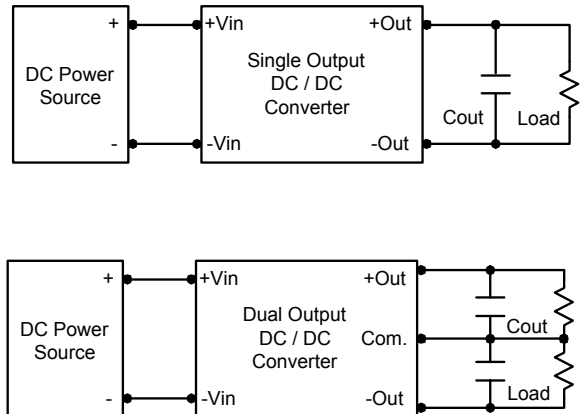 + +Vin +Out
Single Output
DC / DC
Converter
DC Power
Source
Cout Load
- -Vin -Out
+ +Vin +Out
Dual Output
DC / DC
Converter
DC Power
Source
Com.
Cout
Load
- -Vin -Out